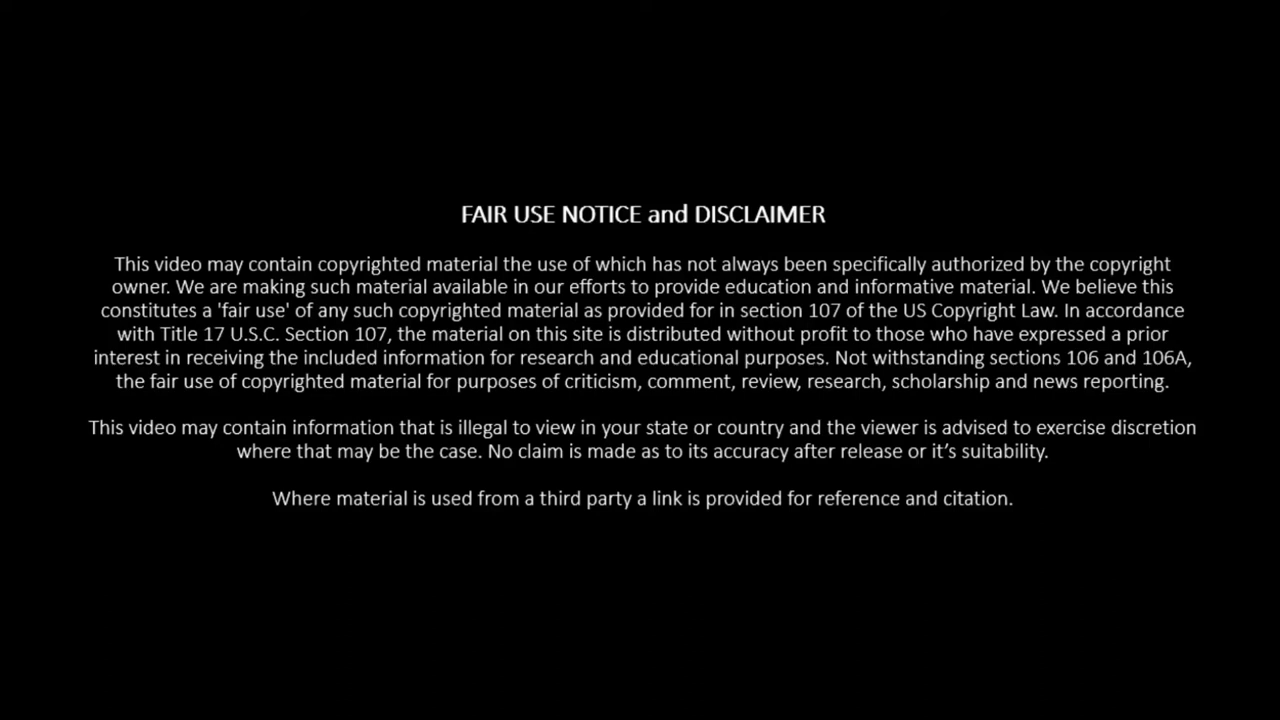 FAIR USE NOTICE and DISCLAIMER
This video may contain copyrighted material the use of which has not always been specifically authorized by the copyright
owner. We are making such material available in our efforts to provide education and informative material. We believe this
constitutes a 'fair use' of any such copyrighted material as provided for in section 107 of the US Copyright Law. In accordance
with Title 17 U.S.C. Section 107, the material on this site is distributed without profit to those who have expressed a prior
interest in receiving the included information for research and educational purposes. Not withstanding sections 106 and 106A,
the fair use of copyrighted material for purposes of criticism, comment, review, research, scholarship and news reporting.
This video may contain information that is illegal to view in your state or country and the viewer is advised to exercise discretion
where that may be the case. No claim is made as to its accuracy after release or it’s suitability.
Where material is used from a third party a link is provided for reference and citation.